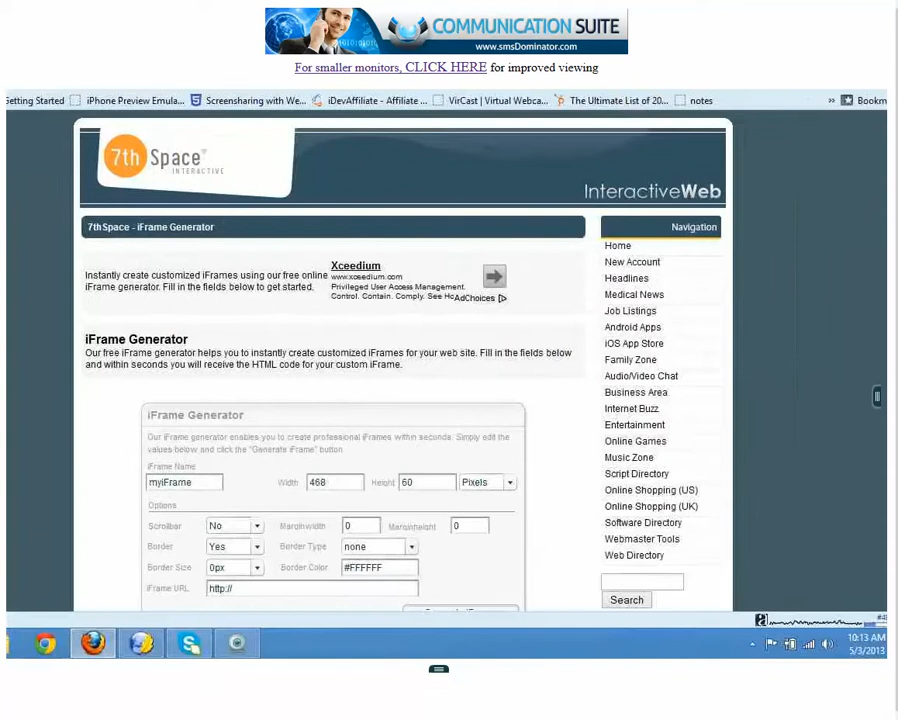 COMMUNICATION SUITE
www.smsDominator.com
For smaller monitors, CLICK HERE for improved viewing
Getting Started iPhone Preview Emula... Screensharing with We... iDevAffiliate - Affiliate ... VirCast | Virtual Webca... The Ultimate List of 20... notes » Bookm
7th Space
INTERACTIVE
InteractiveWeb
7thSpace - iFrame Generator
Instantly create customized iFrames using our free online
iFrame generator. Fill in the fields below to get started.
Xceedium
www.xceedium.com
Privileged User Access Management.
Control. Contain. Comply. See Ho
AdChoices
iFrame Generator
Our free iFrame generator helps you to instantly create customized iFrames for your web site. Fill in the fields below
and within seconds you will receive the HTML code for your custom iFrame.
iFrame Generator
Our iFrame generator enables you to create professional iFrames within seconds. Simply edit the
values below and click the "Generate iFrame" button
iFrame Name
myiFrame Width 468 Height 60 Pixels
Options
Scrollbar No Marginwidth 0 Marginheight 0
Border Yes Border Type none
Border Size 0px Border Color #FFFFFF
iFrame URL http://
Navigation
Home
New Account
Headlines
Medical News
Job Listings
Android Apps
iOS App Store
Family Zone
Audio/Video Chat
Business Area
Internet Buzz
Entertainment
Online Games
Music Zone
Script Directory
Online Shopping (US)
Online Shopping (UK)
Software Directory
Webmaster Tools
Web Directory
Search
10:13 AM
5/3/2013